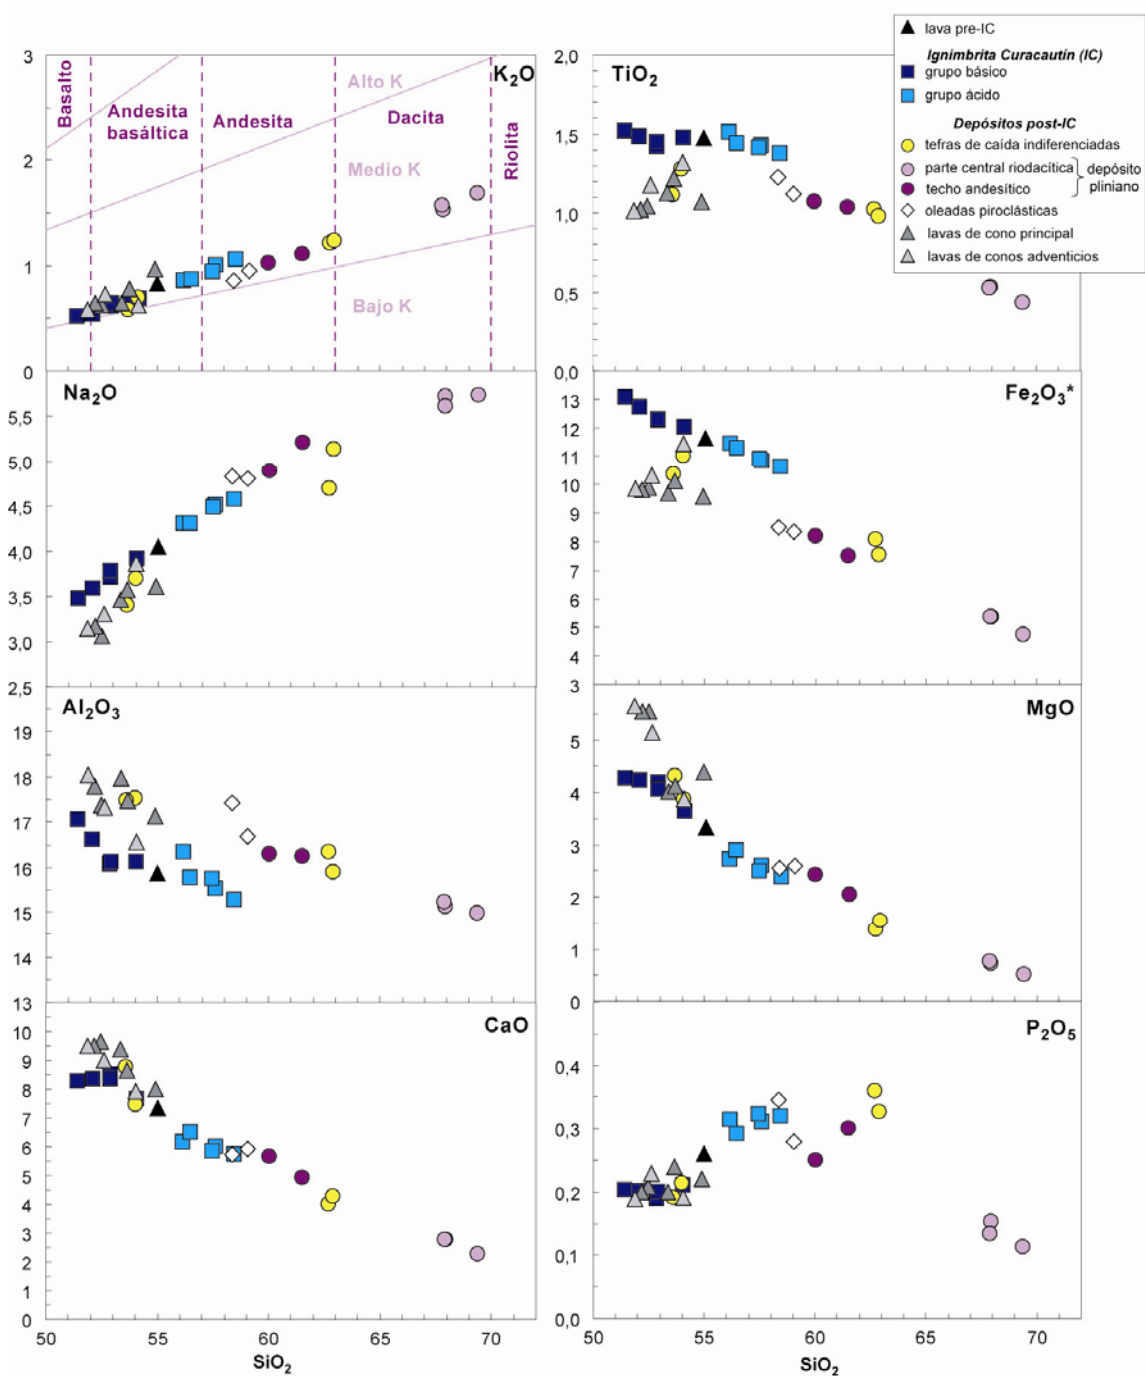 lava pre-IC
Ignimbrita Curacautín (IC)
grupo básico
grupo ácido
Depósitos post-IC
tefras de caída indiferenciadas
parte central riodacítica
techo andesítico
depósito
pliniano
oleadas piroclásticas
lavas de cono principal
lavas de conos adventicios
3
2
1
0
K₂O
Basalto
Andesita
basáltica
Andesita
Dacita
Riolita
Alto K
Medio K
Bajo K
2,0
1,5
1,0
0,5
0,0
TiO₂
5,5
5,0
4,5
4,0
3,5
3,0
2,5
Na₂O
13
12
11
10
9
8
7
6
5
4
3
Fe₂O₃*
19
18
17
16
15
14
13
Al₂O₃
5
4
3
2
1
0
MgO
10
9
8
7
6
5
4
3
2
1
0
CaO
50
55
60
65
70
SiO₂
0,4
0,3
0,2
0,1
0,0
P₂O₅
50
55
60
65
70
SiO₂